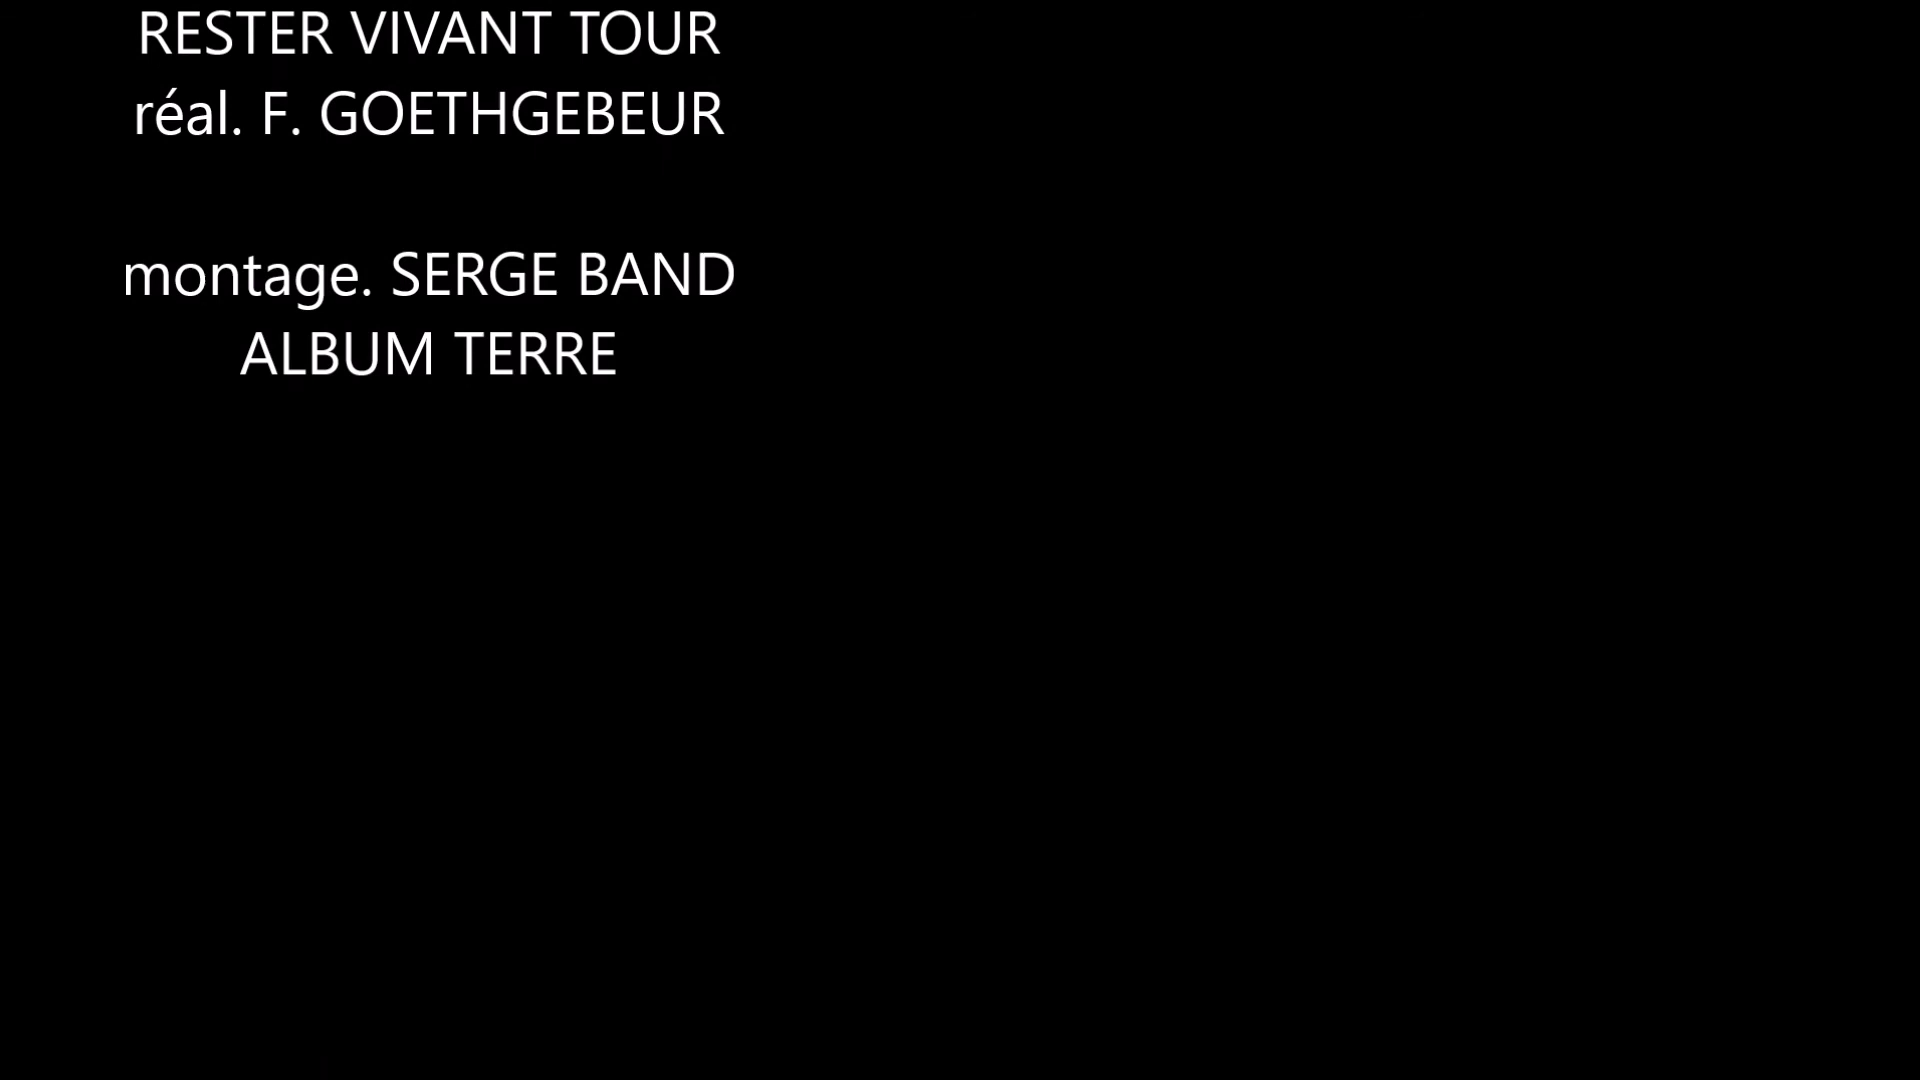 RESTER VIVANT TOUR
réal. F. GOETHGEBEUR
montage. SERGE BAND
ALBUM TERRE